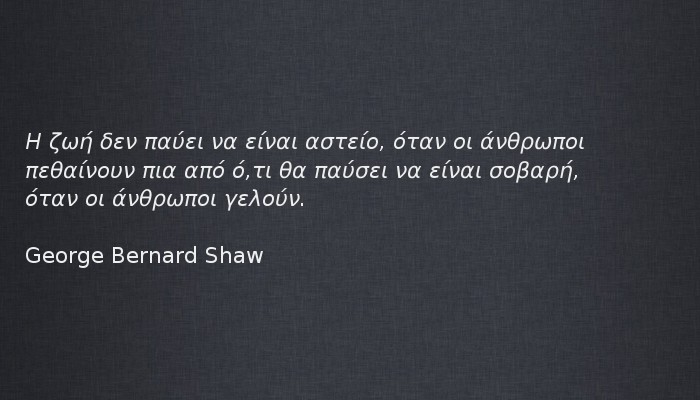 Η ζωή δεν παύει να είναι αστείο, όταν οι άνθρωποι
πεθαίνουν πια από ό,τι θα παύσει να είναι σοβαρή,
όταν οι άνθρωποι γελούν.
George Bernard Shaw